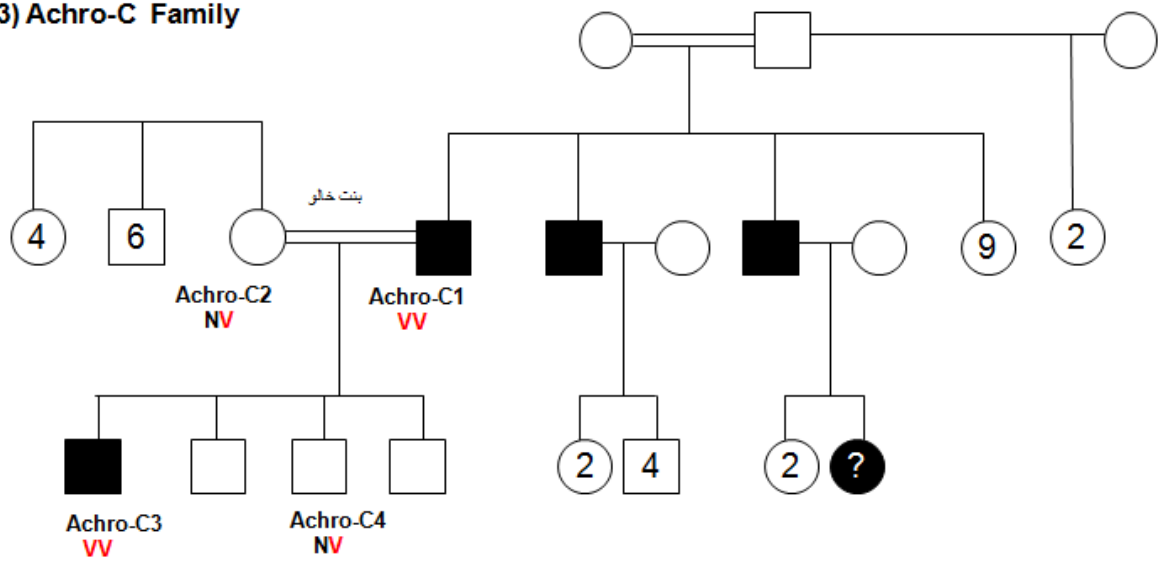 3) Achro-C Family
بنت خالو
4
6
9
2
Achro-C2
NV
Achro-C1
VV
2
4
2
?
Achro-C3
VV
Achro-C4
NV